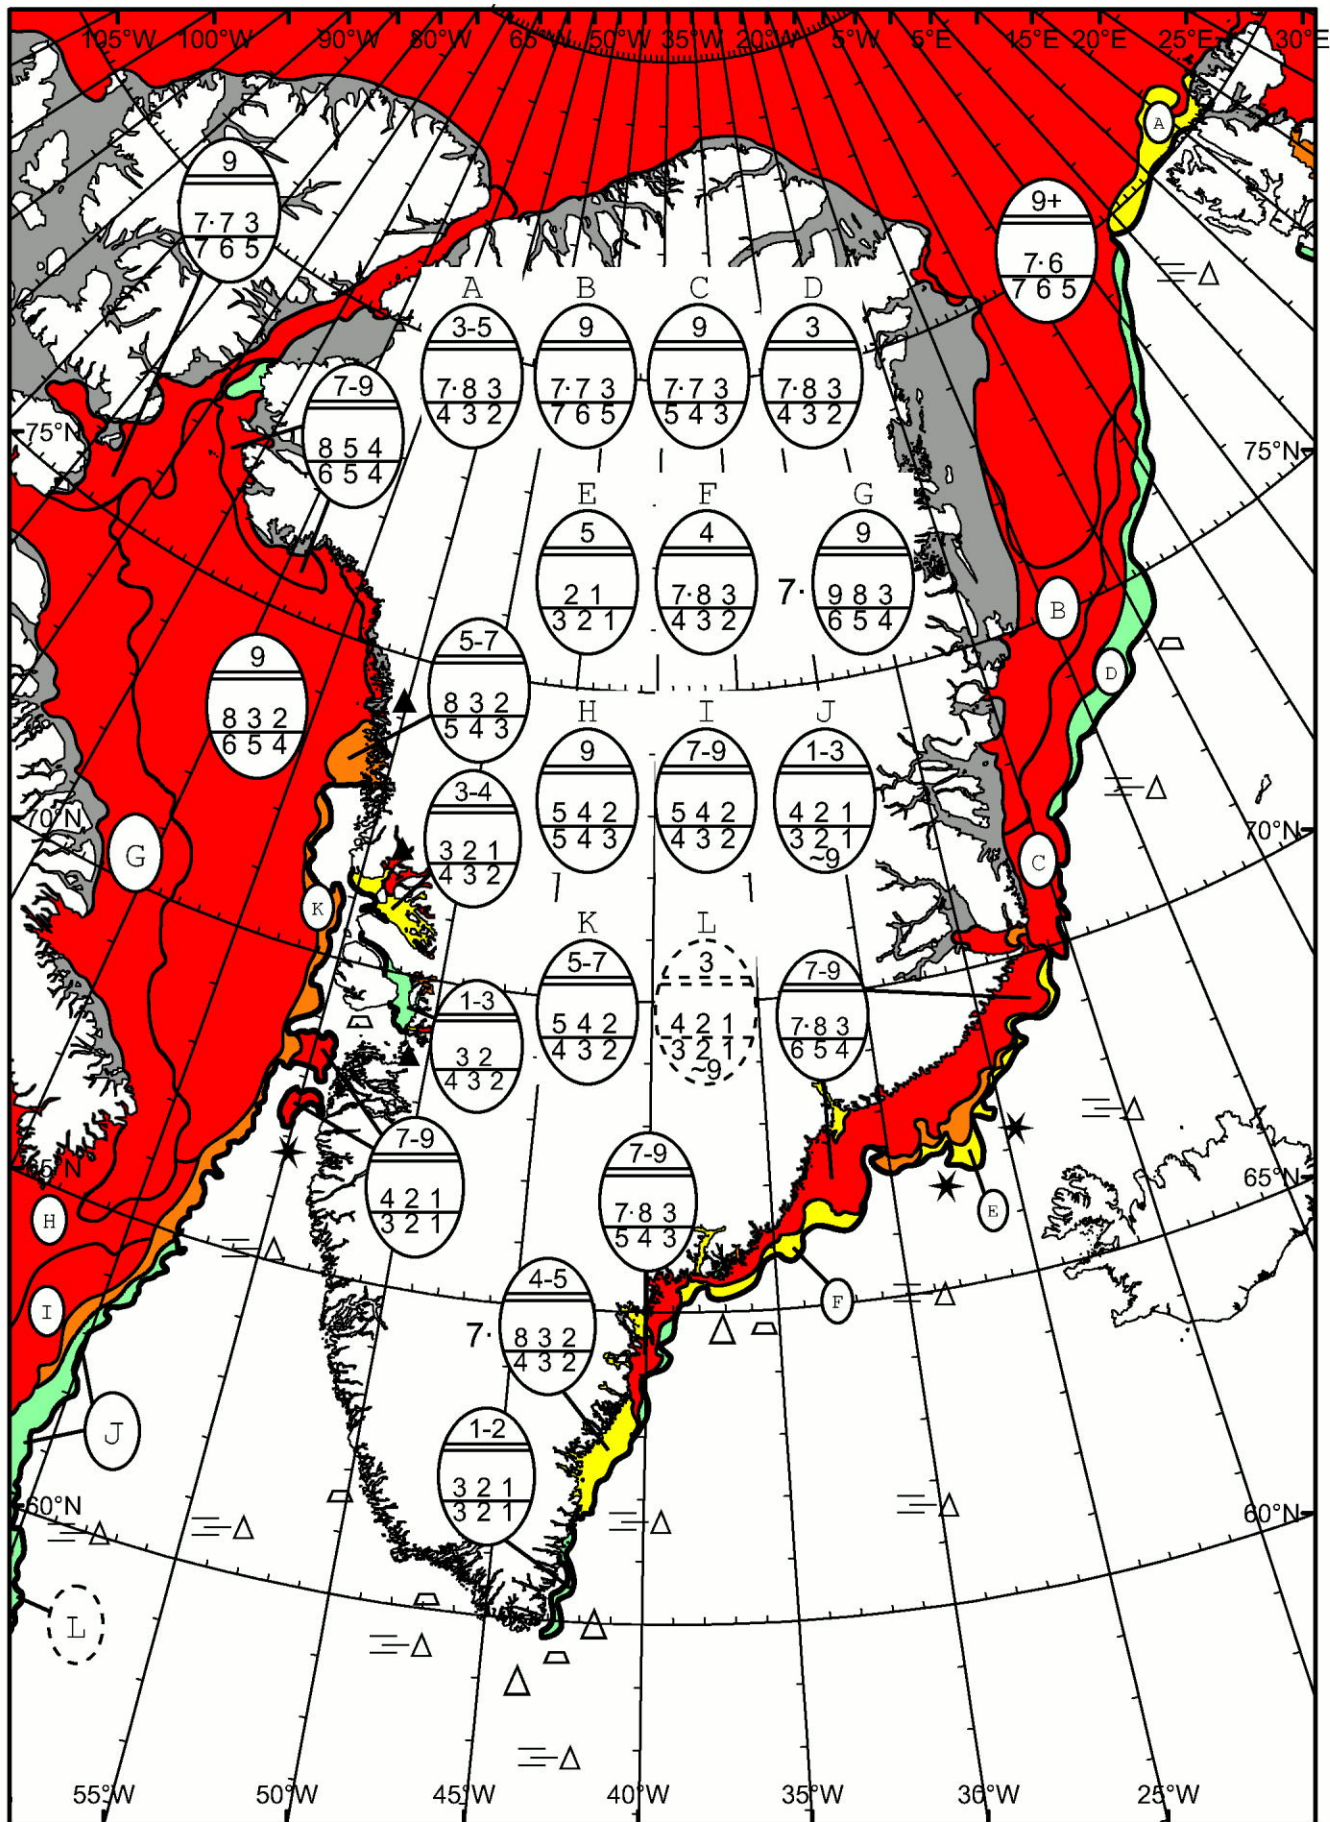 105°W 100°W 90°W 80°W 65°W 50°W 35°W 20°W 5°W 5°E 15°E 20°E 25°E 30°E
A
9
7·7 3
7 6 5
9+
7·6
7 6 5
A B C D
3-5 9 9 3
7·8 3 7·7 3 7·7 3 7·8 3
4 3 2 7 6 5 5 4 3 4 3 2
7-9
8 5 4
6 5 4
75°N
75°N
E F G
5 4 9
2 1 7·8 3 7· 9 8 3
3 2 1 4 3 2 6 5 4
B
D
9
8 3 2
6 5 4
5-7
8 3 2
5 4 3
H I J
9 7-9 1-3
5 4 2 5 4 2 4 2 1
5 4 3 4 3 2 3 2 1
~9
3-4
3 2 1
4 3 2
70°N
70°N
G
C
K
K L
5-7 3
5 4 2 4 2 1
4 3 2 3 2 1
~9
7-9
7·8 3
6 5 4
1-3
3 2
4 3 2
7-9
4 2 1
3 2 1
7-9
7·8 3
5 4 3
65°N
65°N
H
E
I
F
4-5
7· 8 3 2
4 3 2
J
1-2
3 2 1
3 2 1
60°N
60°N
L
55°W 50°W 45°W 40°W 35°W 30°W 25°W